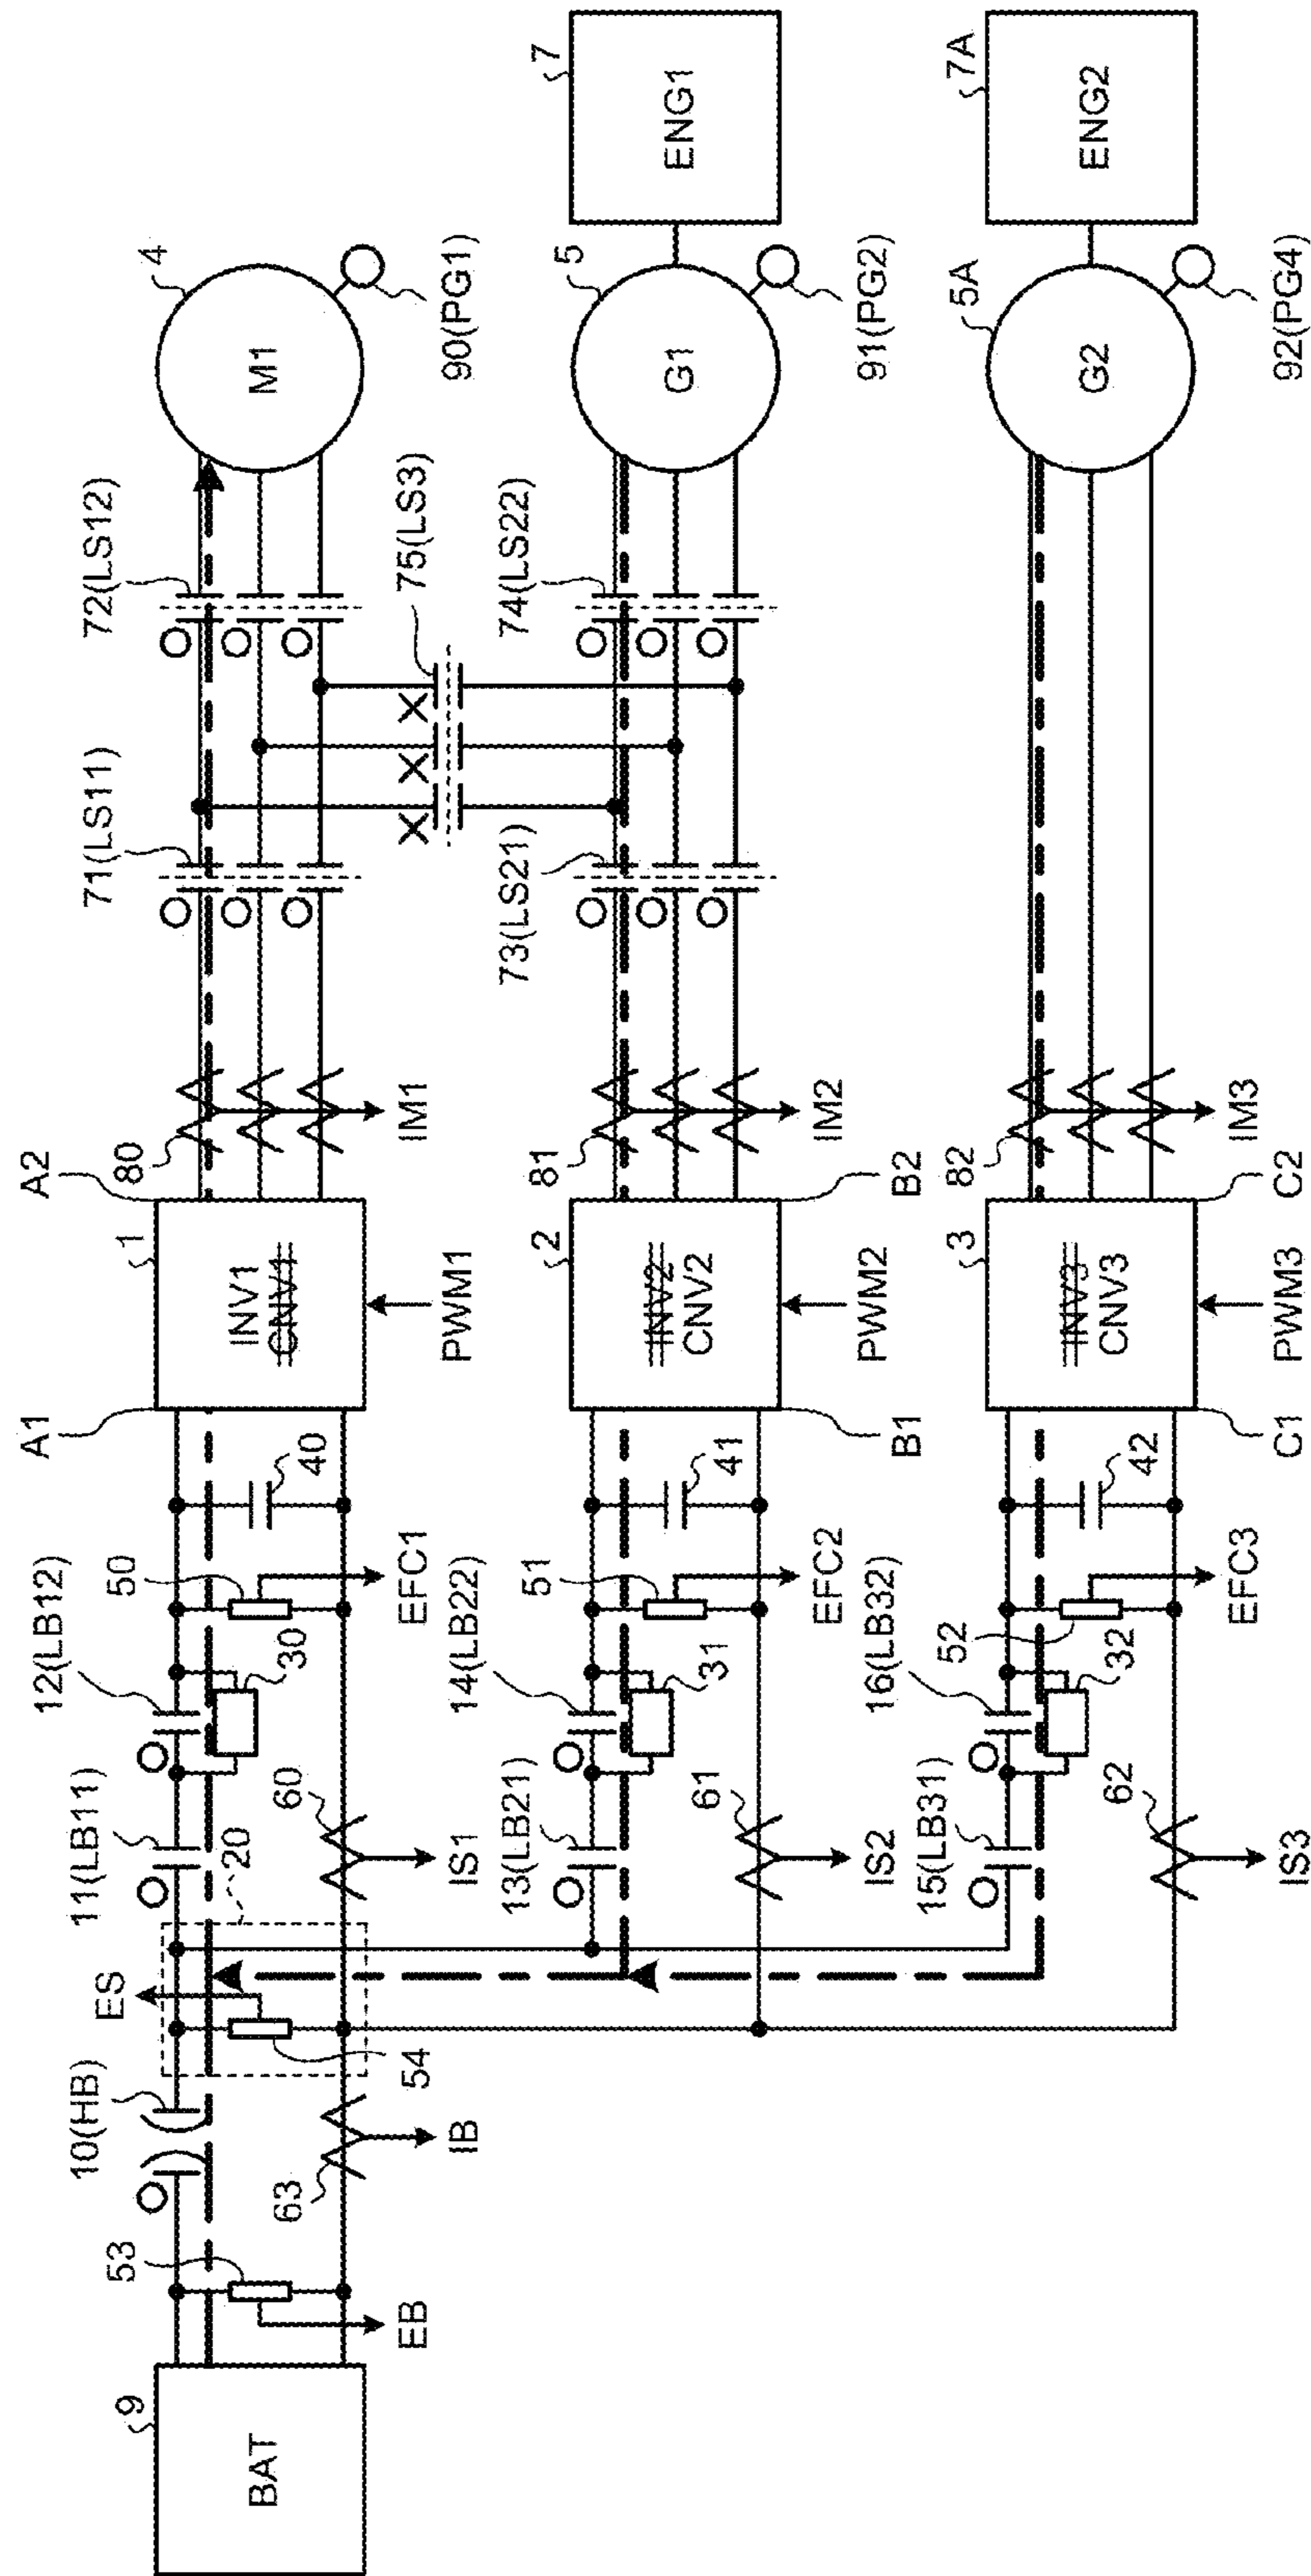 A1
A2
1
INV1
CNV1
PWM1
ES
10(HB)
11(LB11)
20
12(LB12)
30
50
40
EFC1
60
IS1
54
63
IB
53
EB
9
BAT
80
IM1
71(LS11)
72(LS12)
4
M1
90(PG1)
75(LS3)
13(LB21)
14(LB22)
31
51
41
EFC2
61
IS2
B1
B2
2
INV2
CNV2
PWM2
81
IM2
73(LS21)
74(LS22)
5
G1
91(PG2)
7
ENG1
15(LB31)
16(LB32)
32
52
42
EFC3
62
IS3
C1
C2
3
INV3
CNV3
PWM3
82
IM3
5A
G2
92(PG4)
7A
ENG2